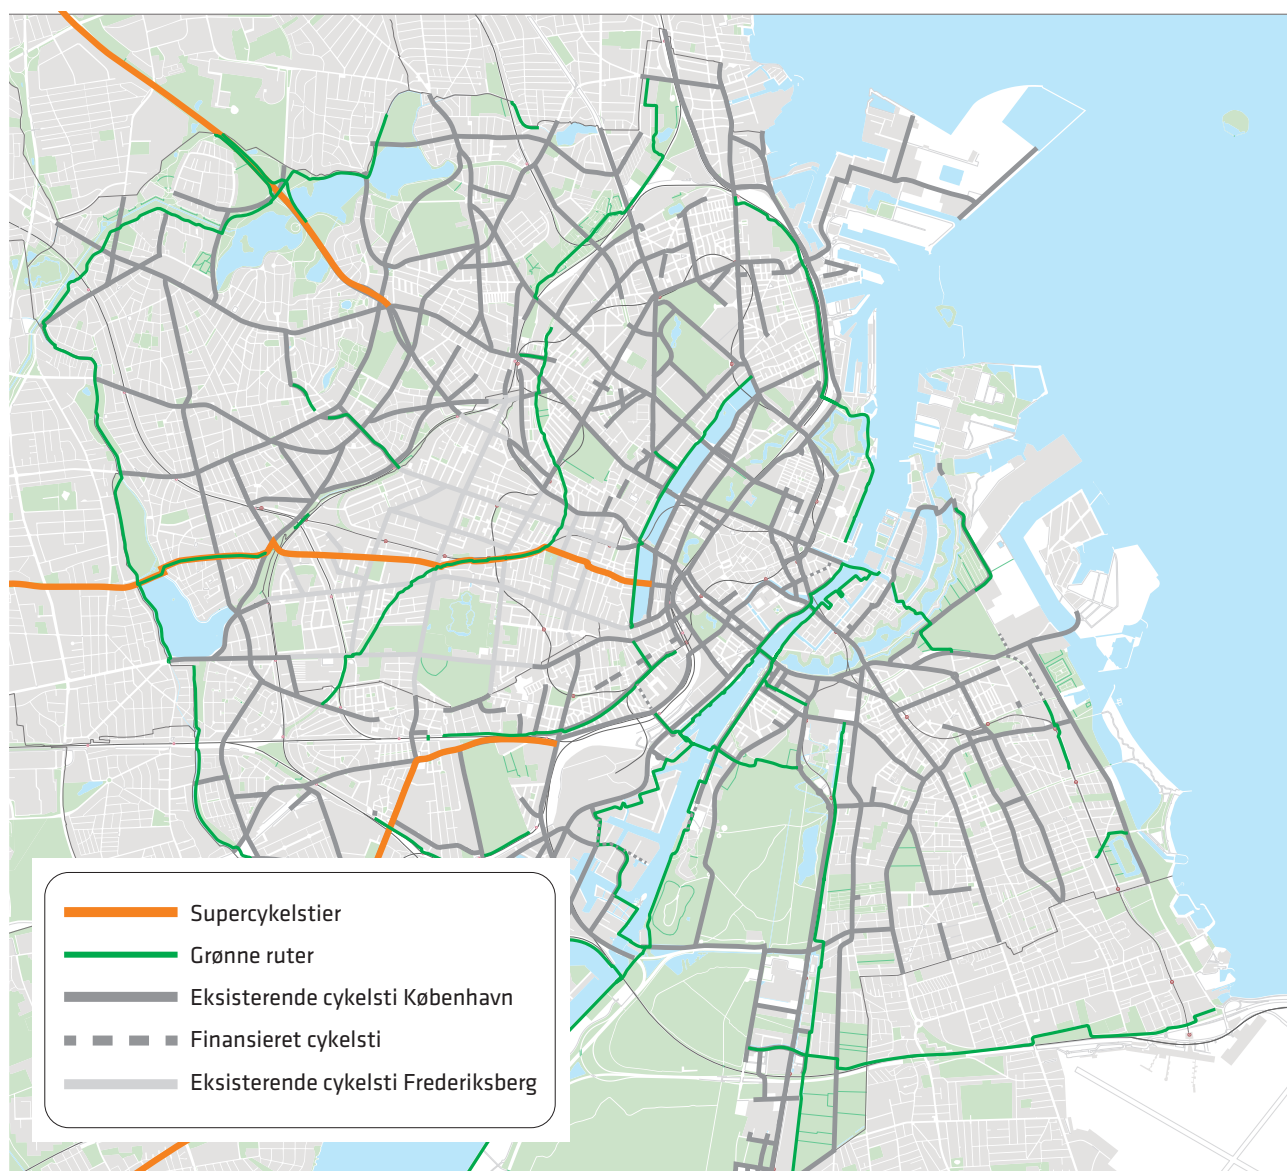 Supercykelstier
Grønne ruter
Eksisterende cykelsti København
Finansieret cykelsti
Eksisterende cykelsti Frederiksberg